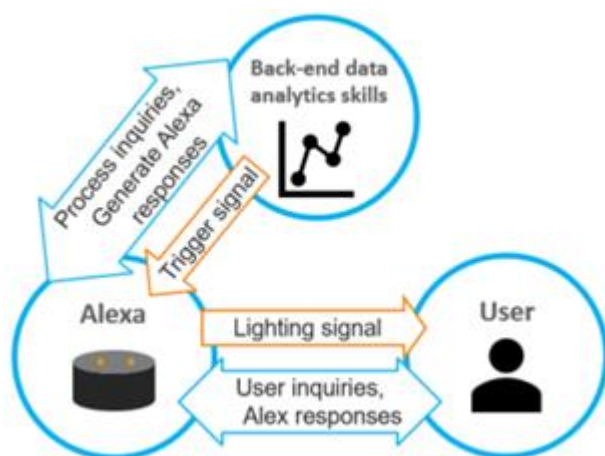 Back-end data
analytics skills
Process inquiries,
Generate Alexa
responses
Trigger signal
Alexa
Lighting signal
User
User inquiries,
Alex responses